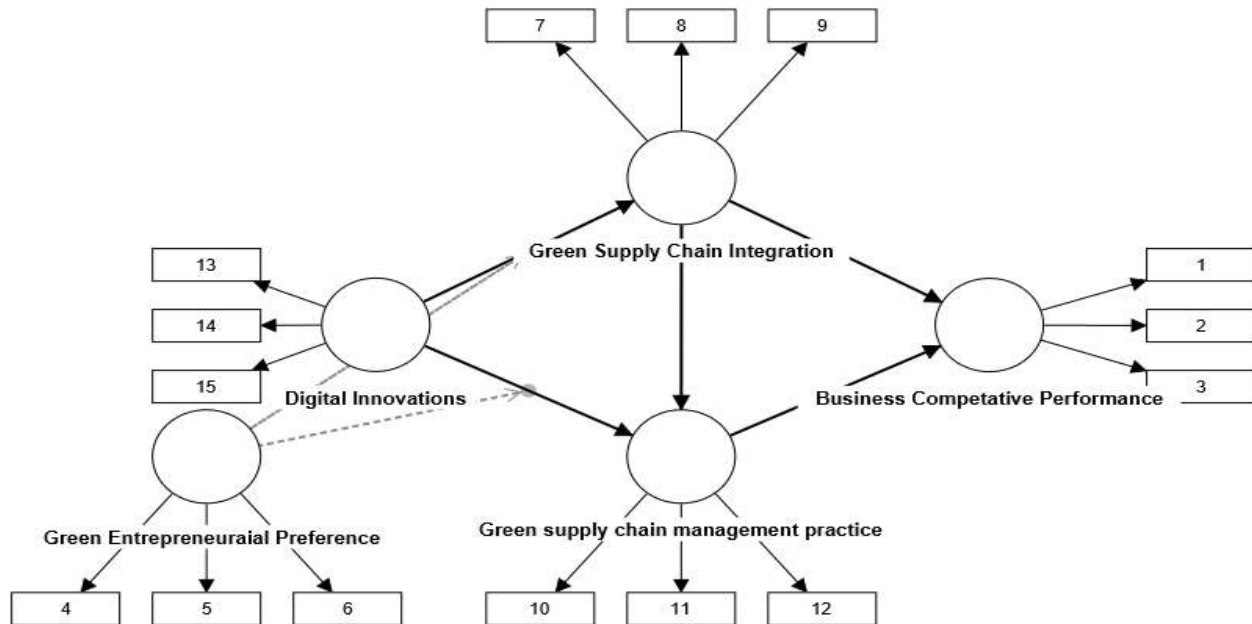 7 8 9
Green Supply Chain Integration
13
14
15
1
2
3
Digital Innovations
Business Competative Performance
Green Entrepreneuraial Preference
Green supply chain management practice
4 5 6 10 11 12